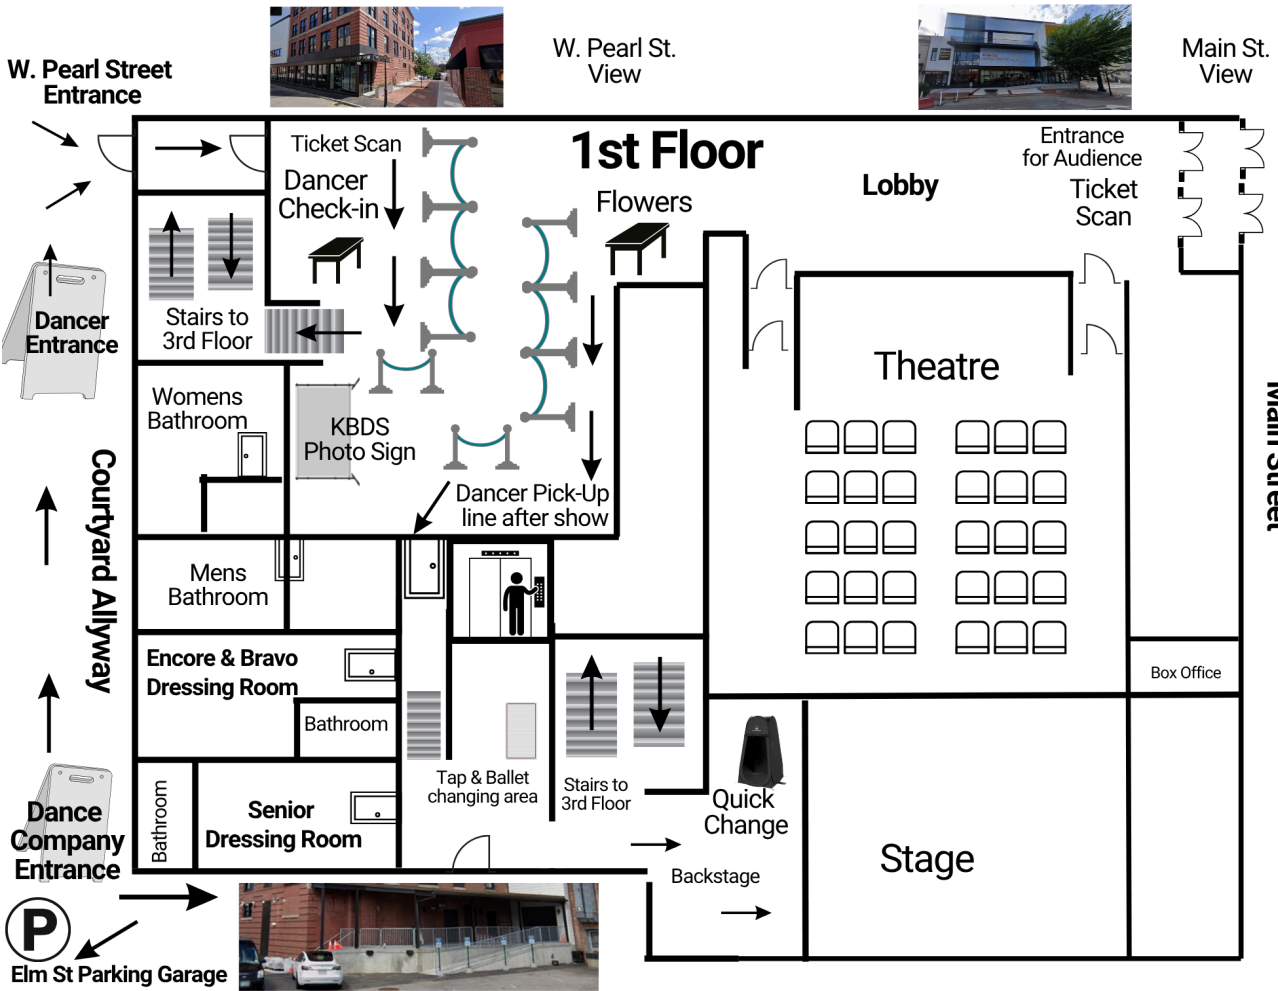 W. Pearl Street
Entrance
W. Pearl St.
View
Main St.
View
1st Floor
Ticket Scan
Dancer
Check-in
Flowers
Lobby
Entrance
for Audience
Ticket
Scan
Dancer
Entrance
Stairs to
3rd Floor
Theatre
Womens
Bathroom
KBDS
Photo Sign
Main Street
Courtyard Allyway
Dancer Pick-Up
line after show
Mens
Bathroom
Encore & Bravo
Dressing Room
Bathroom
Box Office
Tap & Ballet
changing area
Stairs to
3rd Floor
Quick
Change
Dance
Company
Entrance
Bathroom
Senior
Dressing Room
Stage
Backstage
P
Elm St Parking Garage